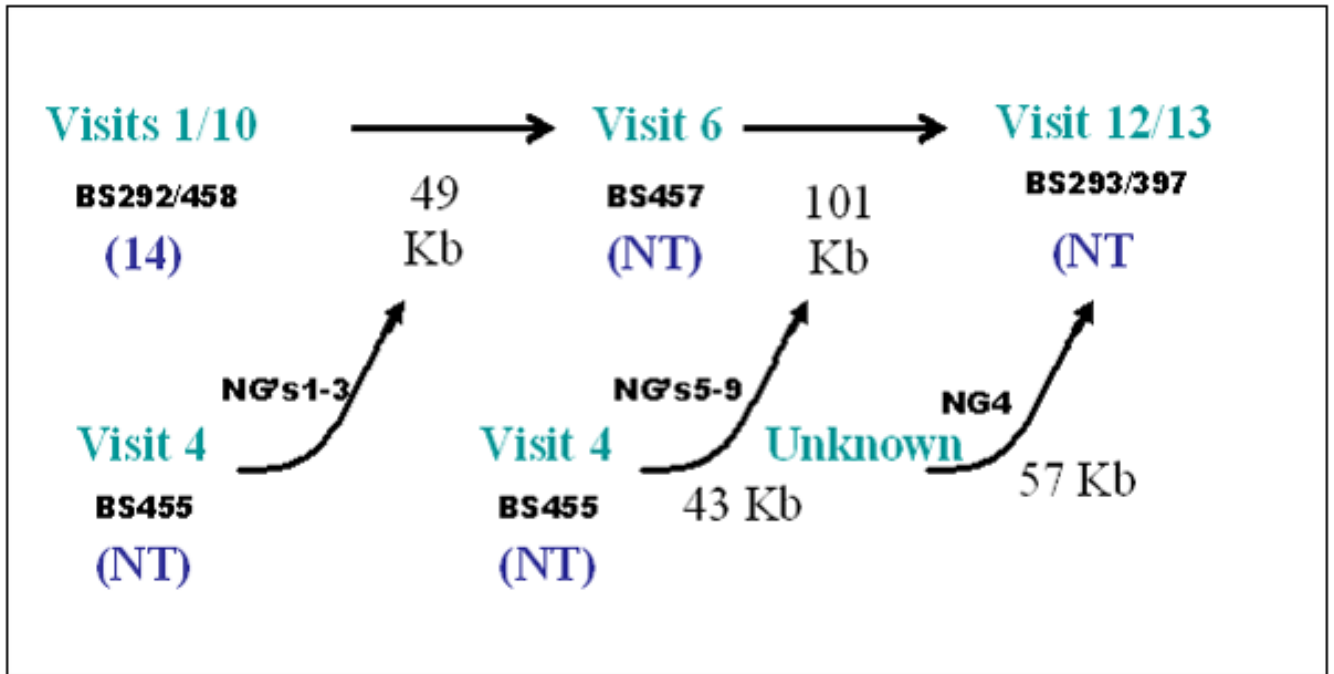 Visits 1/10
Visit 6
Visit 12/13
BS292/458
49
BS457
101
BS293/397
(14)
Kb
(NT)
Kb
(NT
NG's1-3
NG's5-9
NG4
Visit 4
Visit 4
Unknown
BS455
BS455
43 Kb
57 Kb
(NT)
(NT)